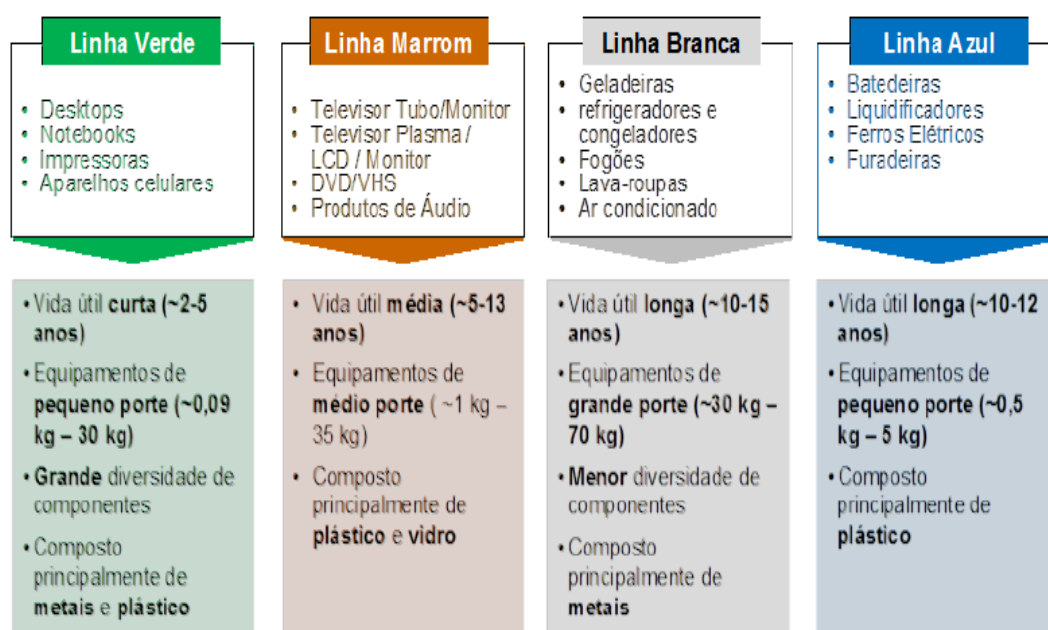 Linha Verde
• Desktops
• Notebooks
• Impressoras
• Aparelhos celulares
• Vida útil curta (~2-5
anos)
• Equipamentos de
pequeno porte (~0,09
kg – 30 kg)
• Grande diversidade de
componentes
• Composto
principalmente de
metais e plástico
Linha Marrom
• Televisor Tubo/Monitor
• Televisor Plasma /
LCD / Monitor
• DVD/VHS
• Produtos de Áudio
• Vida útil média (~5-13
anos)
• Equipamentos de
médio porte ( ~1 kg –
35 kg)
• Composto
principalmente de
plástico e vidro
Linha Branca
• Geladeiras
• refrigeradores e
congeladores
• Fogões
• Lava-roupas
• Ar condicionado
• Vida útil longa (~10-15
anos)
• Equipamentos de
grande porte (~30 kg –
70 kg)
• Menor diversidade de
componentes
• Composto
principalmente de
metais
Linha Azul
• Batedeiras
• Liquidificadores
• Ferros Elétricos
• Furadeiras
• Vida útil longa (~10-12
anos)
• Equipamentos de
pequeno porte (~0,5
kg – 5 kg)
• Composto
principalmente de
plástico